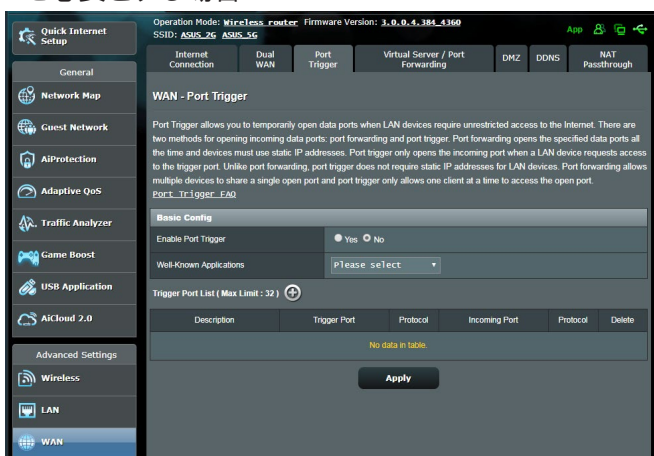 Quick Internet
Setup
General
Network Map
Guest Network
AiProtection
Adaptive QoS
Traffic Analyzer
Game Boost
USB Application
AiCloud 2.0
Advanced Settings
Wireless
LAN
WAN
Operation Mode: Wireless router Firmware Version: 3.0.0.4.384_4360
SSID: ASUS_2G ASUS_5G
App
Internet
Connection
Dual
WAN
Port
Trigger
Virtual Server / Port
Forwarding
DMZ
DDNS
NAT
Passthrough
WAN - Port Trigger
Port Trigger allows you to temporarily open data ports when LAN devices require unrestricted access to the Internet. There are
two methods for opening incoming data ports: port forwarding and port trigger. Port forwarding opens the specified data ports all
the time and devices must use static IP addresses. Port trigger only opens the incoming port when a LAN device requests access
to the trigger port. Unlike port forwarding, port trigger does not require static IP addresses for LAN devices. Port forwarding allows
multiple devices to share a single open port and port trigger only allows one client at a time to access the open port.
Port Trigger FAQ
Basic Config
Enable Port Trigger
Yes No
Well-Known Applications
Please select
Trigger Port List ( Max Limit : 32 )
Description Trigger Port Protocol Incoming Port Protocol Delete
No data in table.
Apply